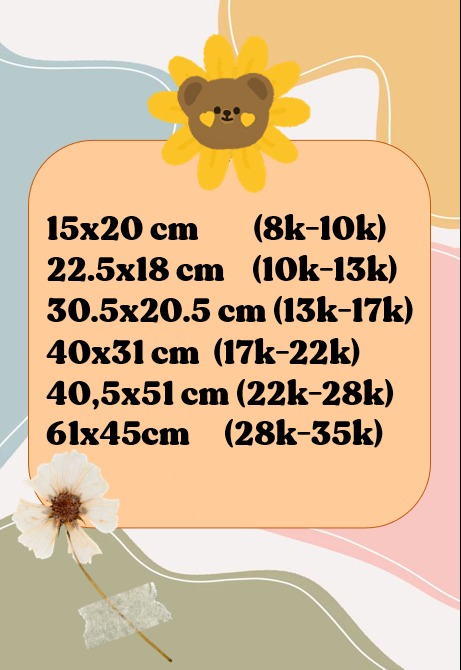 15x20 cm (8k-10k)
22.5x18 cm (10k-13k)
30.5x20.5 cm (13k-17k)
40x31 cm (17k-22k)
40,5x51 cm (22k-28k)
61x45cm (28k-35k)